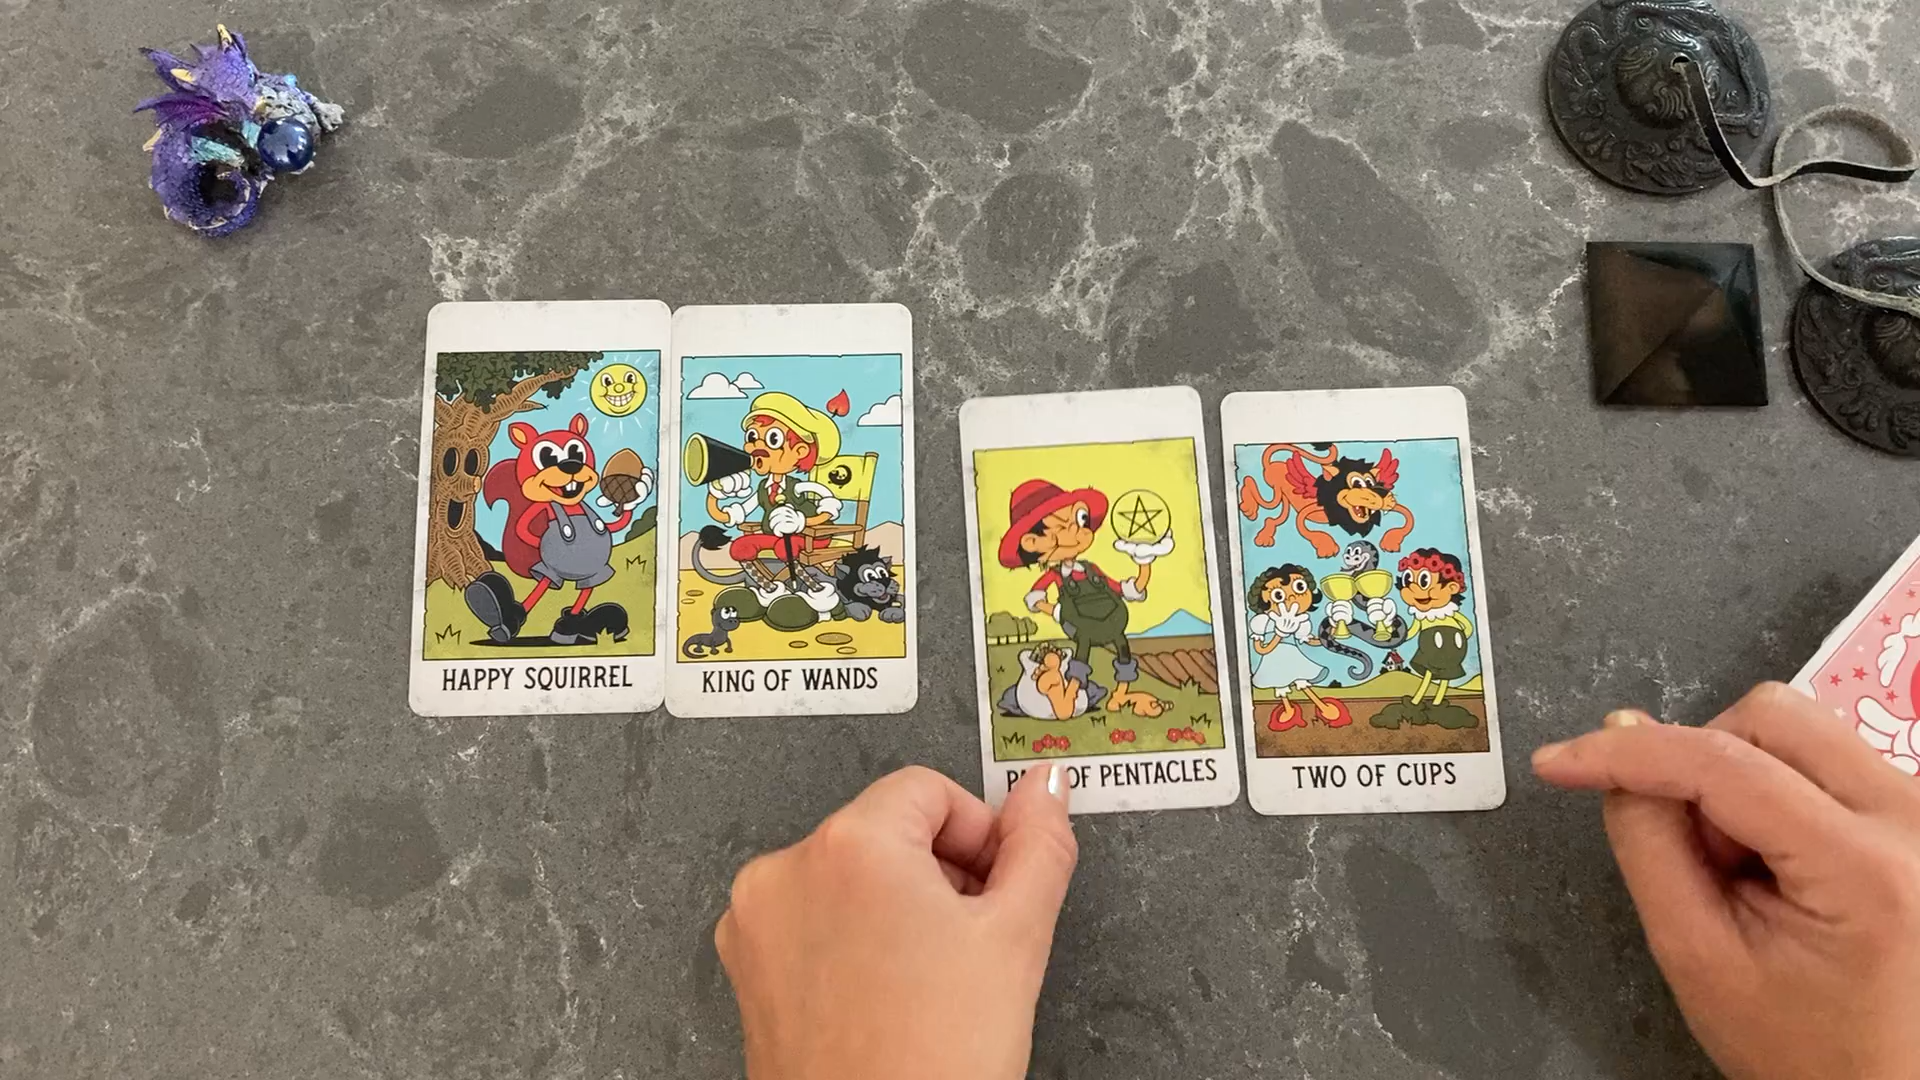 HAPPY SQUIRREL
KING OF WANDS
OF PENTACLES
TWO OF CUPS